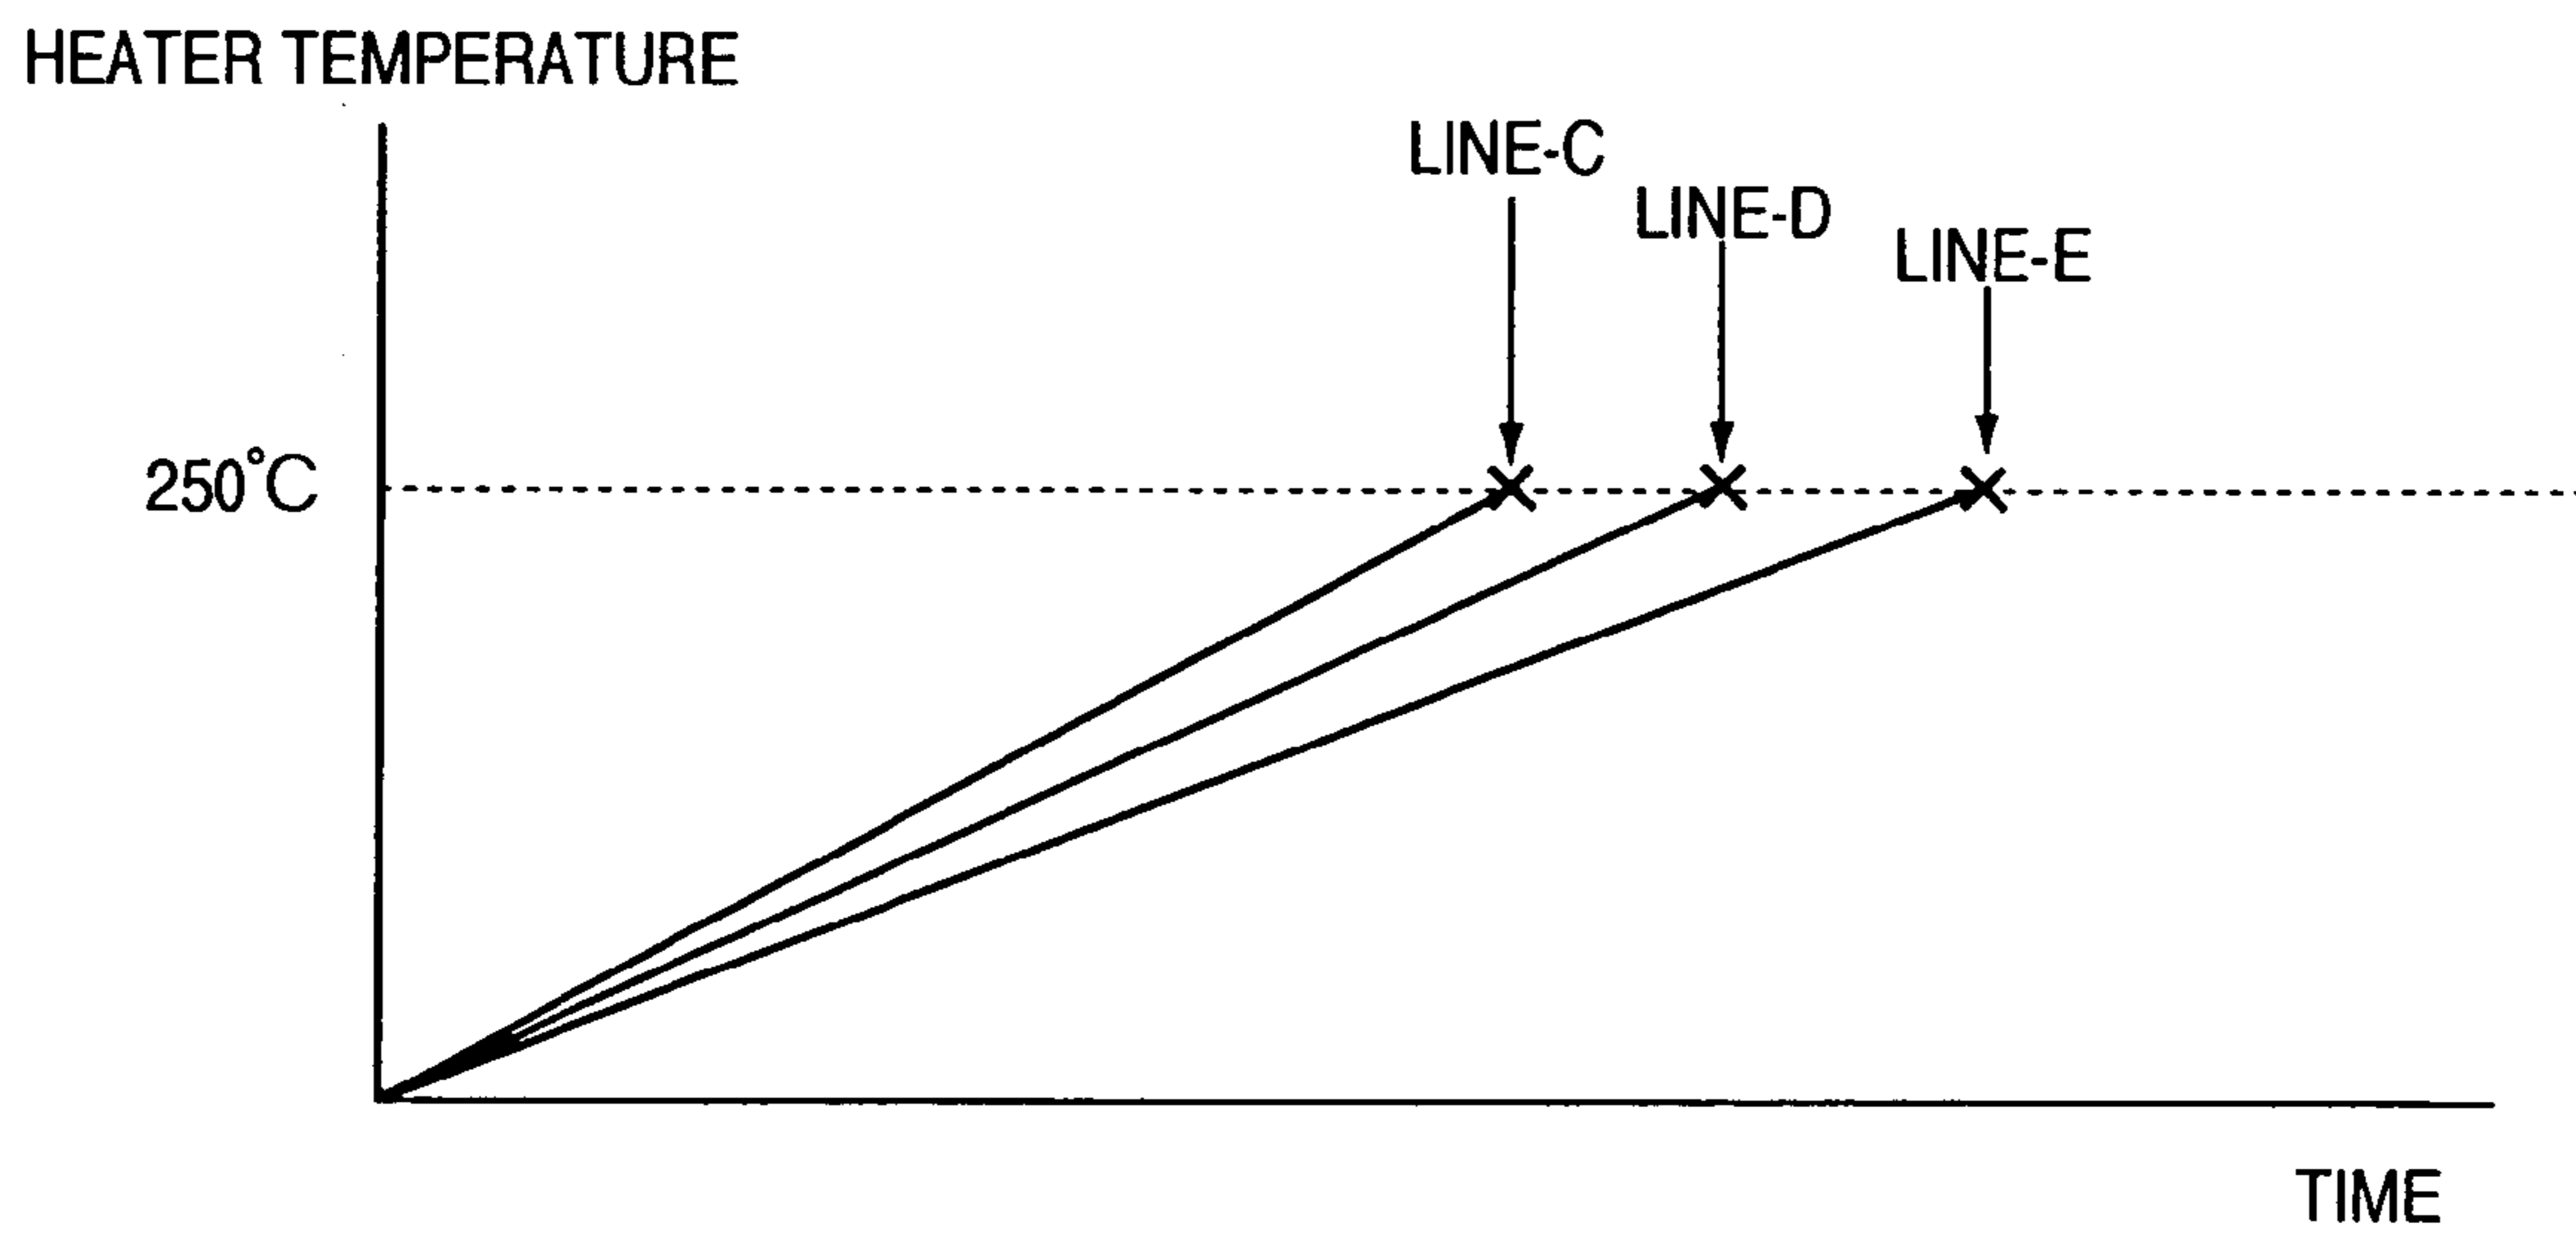 HEATER TEMPERATURE
LINE-C
LINE-D
LINE-E
250°C
TIME